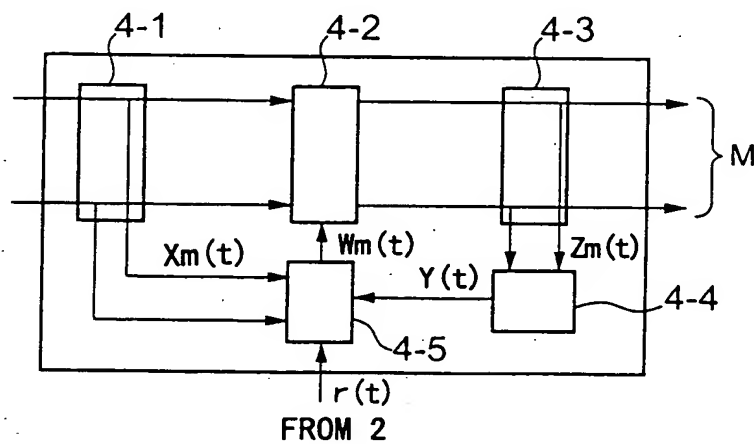 4-1
4-2
4-3
M
Wm(t)
Xm(t)
Zm(t)
Y(t)
4-4
4-5
r(t)
FROM 2